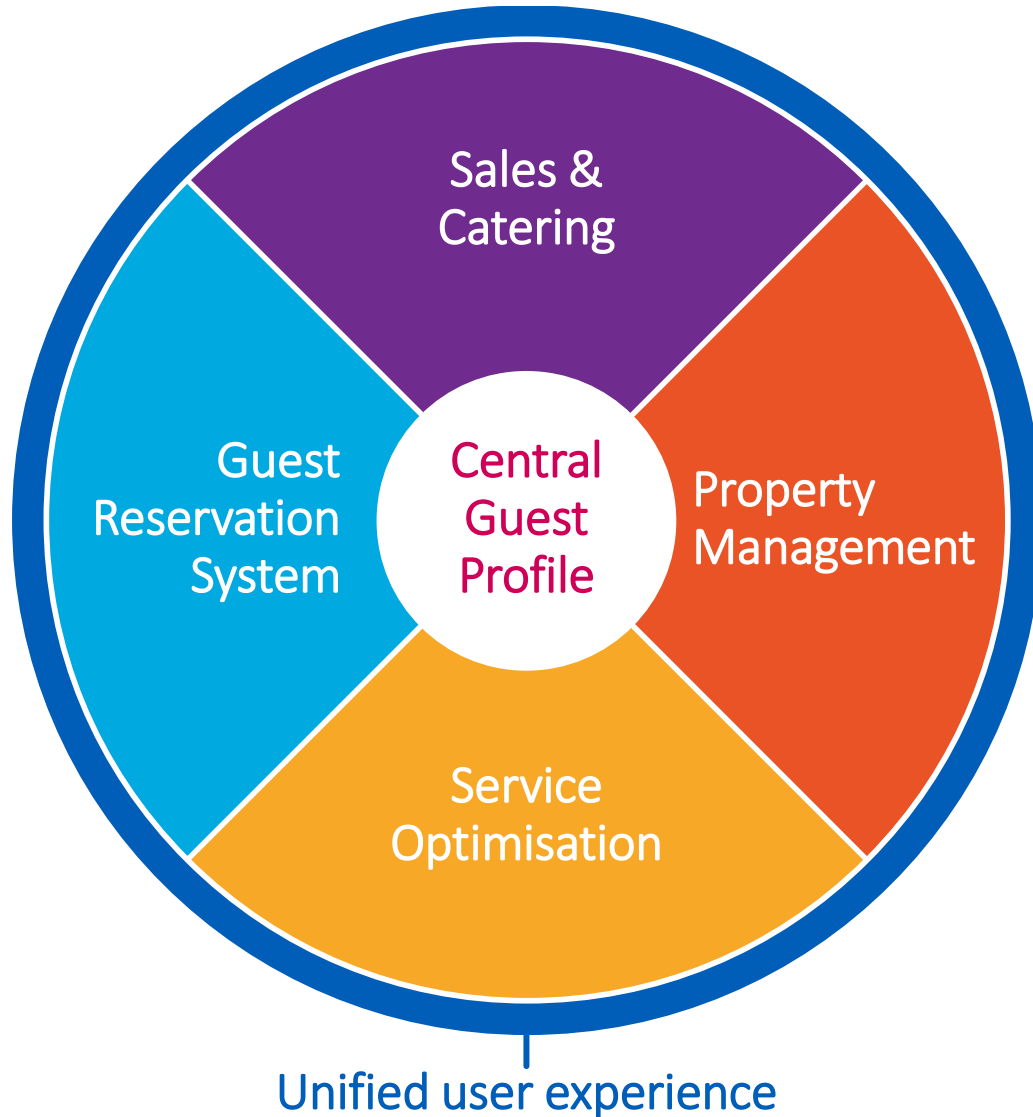 Sales &
Catering
Guest
Reservation
System
Central
Guest
Profile
Property
Management
Service
Optimisation
Unified user experience